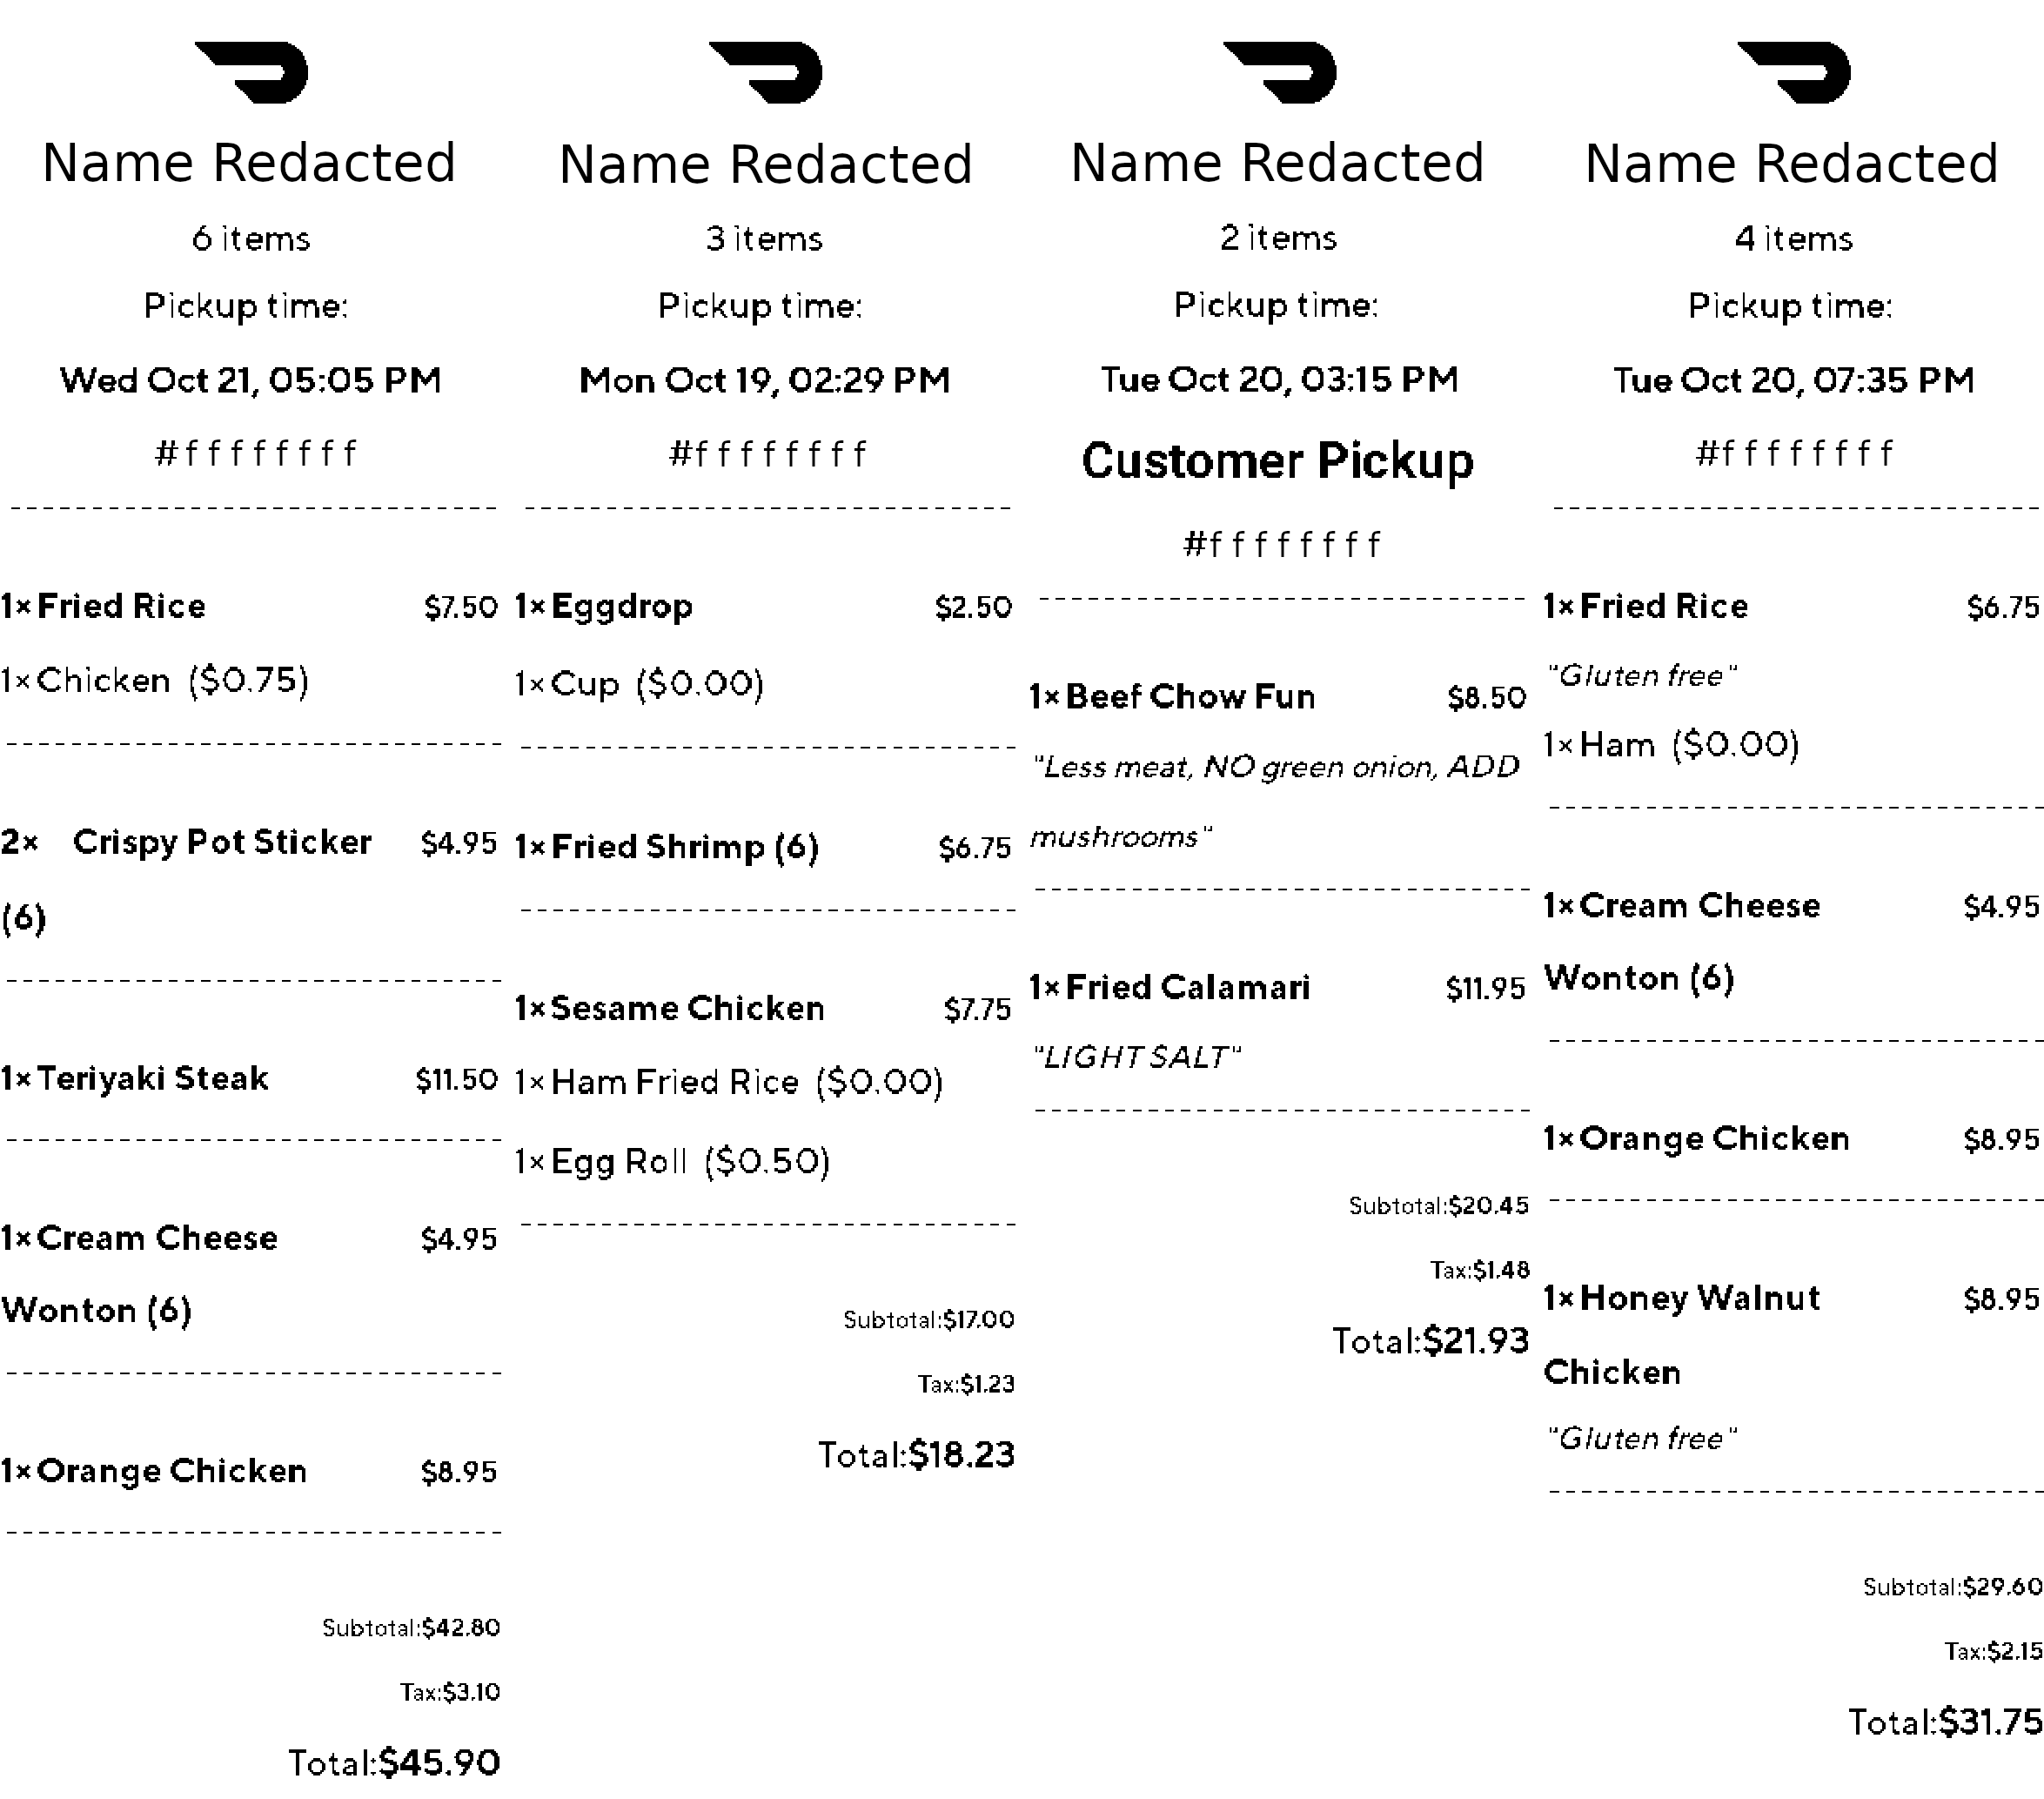 Name Redacted
6 items
Pickup time:
Wed Oct 21, 05:05 PM
#ffffffff
1× Fried Rice $7.50
1× Chicken ($0.75)
2× Crispy Pot Sticker $4.95
(6)
1× Teriyaki Steak $11.50
1× Cream Cheese $4.95
Wonton (6)
1× Orange Chicken $8.95
Subtotal:$42.80
Tax:$3.10
Total:$45.90
Name Redacted
3 items
Pickup time:
Mon Oct 19, 02:29 PM
#ffffffff
1× Eggdrop $2.50
1× Cup ($0.00)
1× Fried Shrimp (6) $6.75
1× Sesame Chicken $7.75
1× Ham Fried Rice ($0.00)
1× Egg Roll ($0.50)
Subtotal:$17.00
Tax:$1.23
Total:$18.23
Name Redacted
2 items
Pickup time:
Tue Oct 20, 03:15 PM
Customer Pickup
#ffffffff
1× Beef Chow Fun $8.50
"Less meat, NO green onion, ADD
mushrooms"
1× Fried Calamari $11.95
"LIGHT SALT"
Subtotal:$20.45
Tax:$1.48
Total:$21.93
Name Redacted
4 items
Pickup time:
Tue Oct 20, 07:35 PM
#ffffffff
1× Fried Rice $6.75
"Gluten free"
1× Ham ($0.00)
1× Cream Cheese $4.95
Wonton (6)
1× Orange Chicken $8.95
1× Honey Walnut $8.95
Chicken
"Gluten free"
Subtotal:$29.60
Tax:$2.15
Total:$31.75